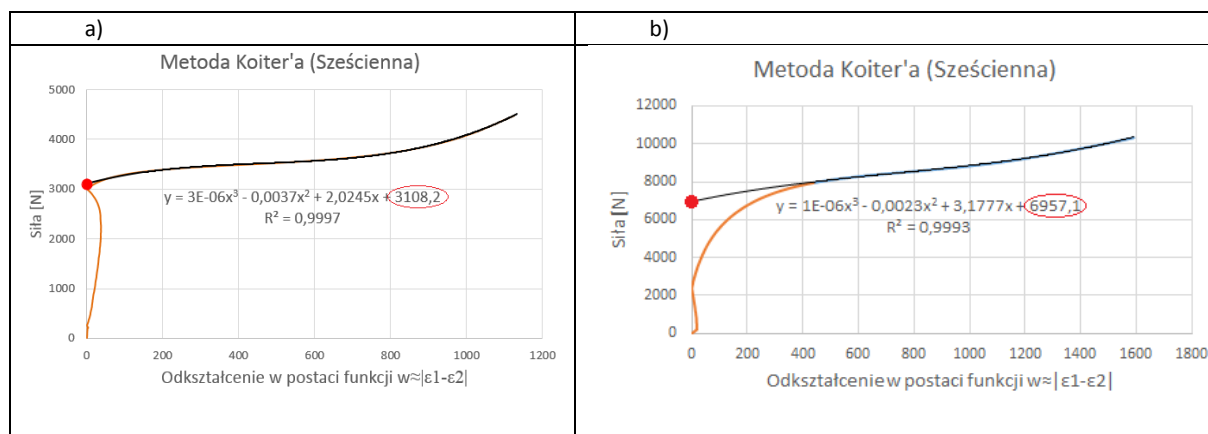 a)
b)
Metoda Koiter'a (Sześcienna)
5000
4000
3000
2000
1000
0
Siła [N]
y = 3E-06x³ - 0,0037x² + 2,0245x + 3108,2
R² = 0,9997
0 200 400 600 800 1000 1200
Odkształcenie w postaci funkcji w≈|ε1-ε2|
Metoda Koiter'a (Sześcienna)
12000
10000
8000
6000
4000
2000
0
Siła [N]
y = 1E-06x³ - 0,0023x² + 3,1777x + 6957,1
R² = 0,9993
0 200 400 600 800 1000 1200 1400 1600 1800
Odkształcenie w postaci funkcji w≈|ε1-ε2|